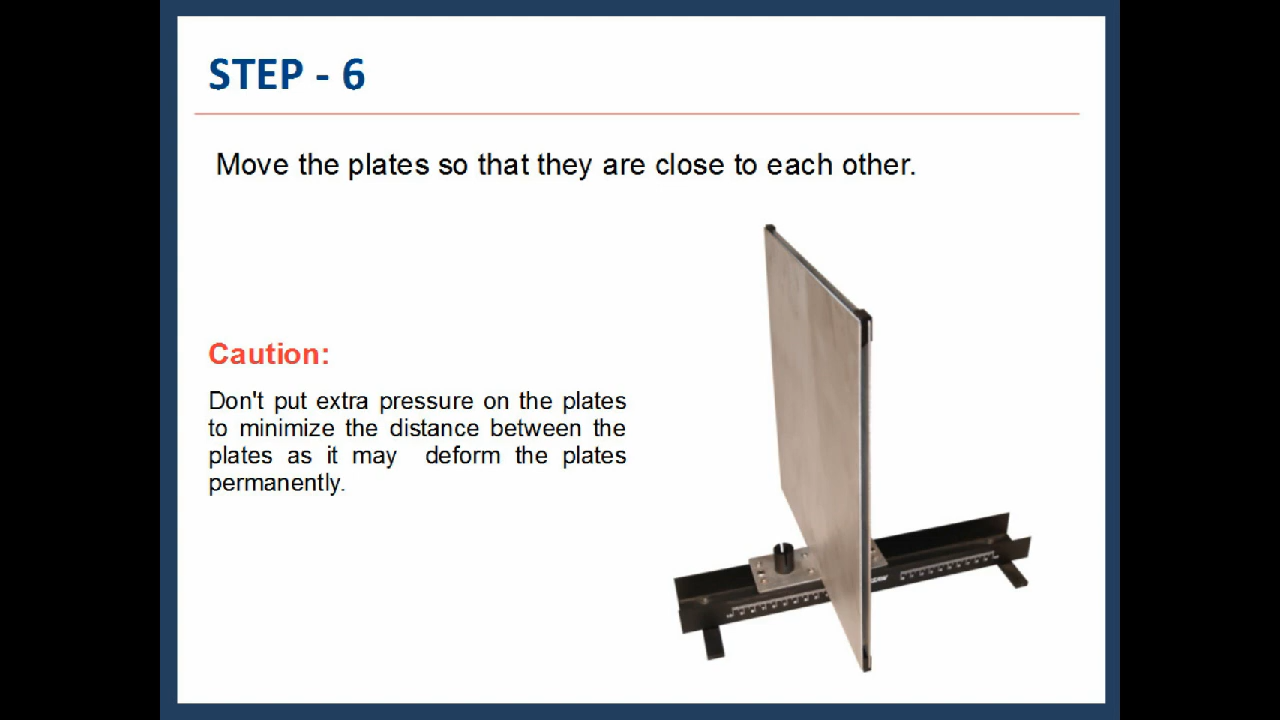 STEP - 6
Move the plates so that they are close to each other.
Caution:
Don't put extra pressure on the plates
to minimize the distance between the
plates as it may deform the plates
permanently.